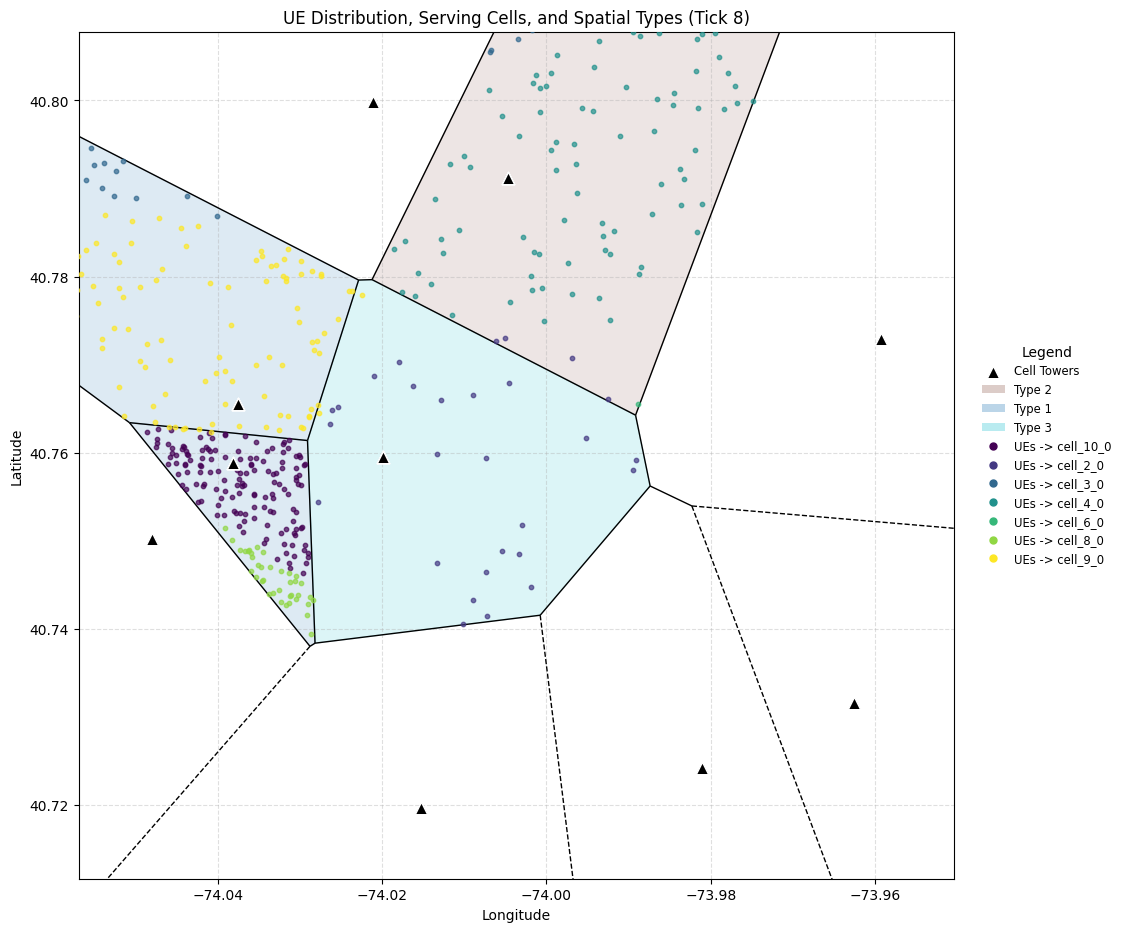 UE Distribution, Serving Cells, and Spatial Types (Tick 8)
40.80
40.78
40.76
40.74
40.72
Latitude
−74.04
−74.02
−74.00
−73.98
−73.96
Longitude
Legend
Cell Towers
Type 2
Type 1
Type 3
UEs -> cell_10_0
UEs -> cell_2_0
UEs -> cell_3_0
UEs -> cell_4_0
UEs -> cell_6_0
UEs -> cell_8_0
UEs -> cell_9_0